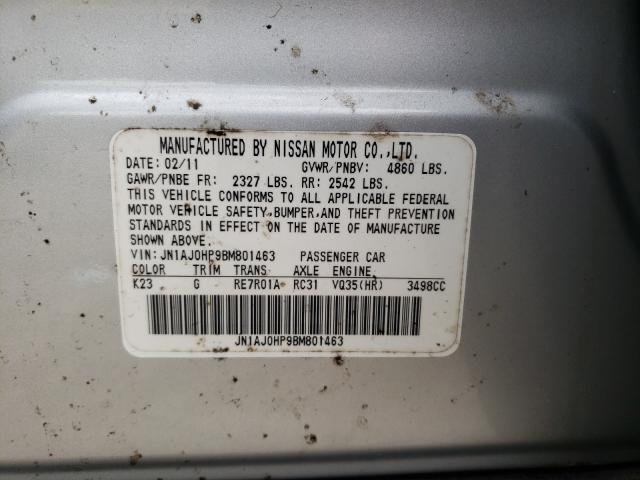 MANUFACTURED BY NISSAN MOTOR CO.,LTD.
DATE: 02/11 GVWR/PNBV: 4860 LBS.
GAWR/PNBE FR: 2327 LBS. RR: 2542 LBS.
THIS VEHICLE CONFORMS TO ALL APPLICABLE FEDERAL
MOTOR VEHICLE SAFETY,BUMPER,AND THEFT PREVENTION
STANDARDS IN EFFECT ON THE DATE OF MANUFACTURE
SHOWN ABOVE.
VIN: JN1AJ0HP9BM801463 PASSENGER CAR
COLOR TRIM TRANS AXLE ENGINE
K23 G RE7R01A RC31 VQ35(HR) 3498CC
JN1AJ0HP9BM801463